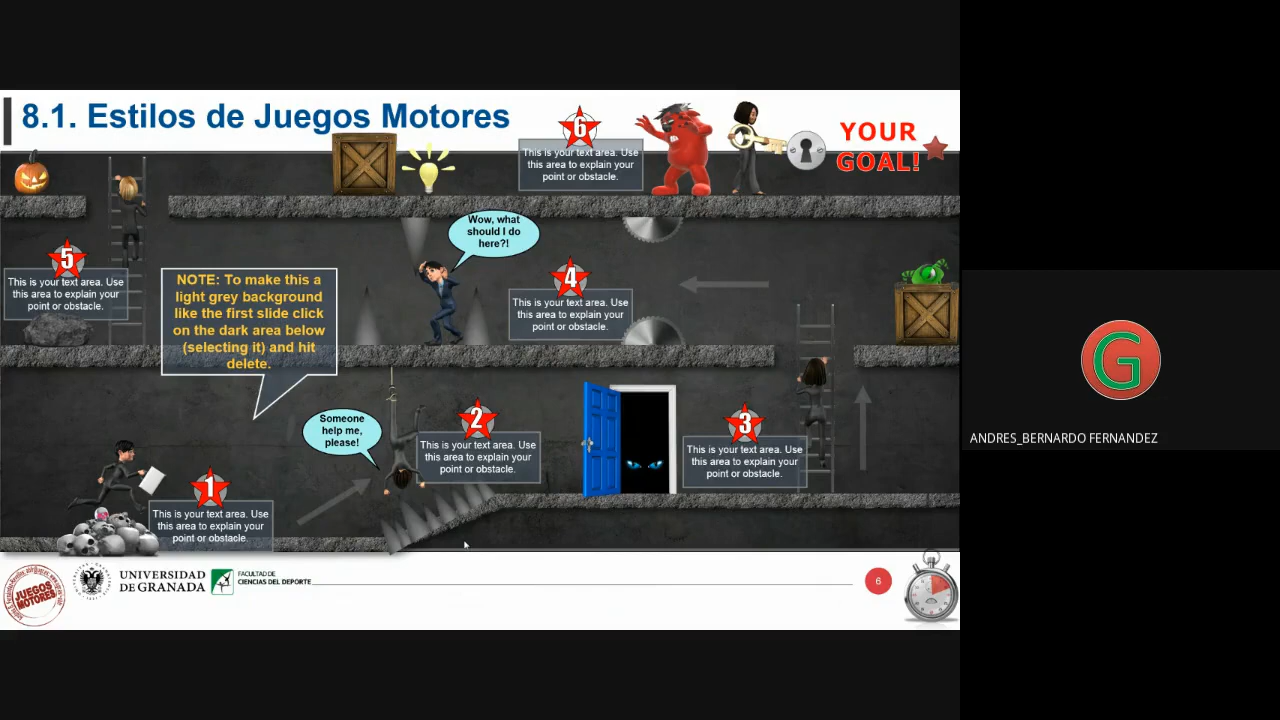 8.1. Estilos de Juegos Motores
6
This is your text area. Use
this area to explain your
point or obstacle.
YOUR
GOAL!
Wow, what
should I do
here?!
5
This is your text area. Use
this area to explain your
point or obstacle.
NOTE: To make this a
light grey background
like the first slide click
on the dark area below
(selecting it) and hit
delete.
4
This is your text area. Use
this area to explain your
point or obstacle.
Someone
help me,
please!
2
This is your text area. Use
this area to explain your
point or obstacle.
3
This is your text area. Use
this area to explain your
point or obstacle.
1
This is your text area. Use
this area to explain your
point or obstacle.
JUEGOS
MOTORES
UNIVERSIDAD
DE GRANADA
FACULTAD DE
CIENCIAS DEL DEPORTE
6
G
ANDRES_BERNARDO FERNANDEZ